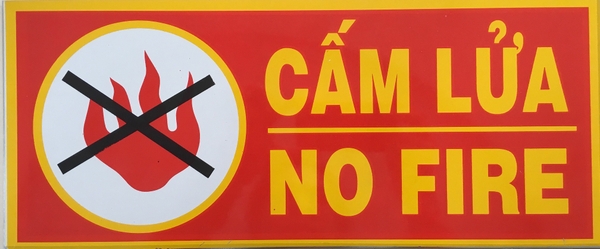 CẤM LỬA
NO FIRE